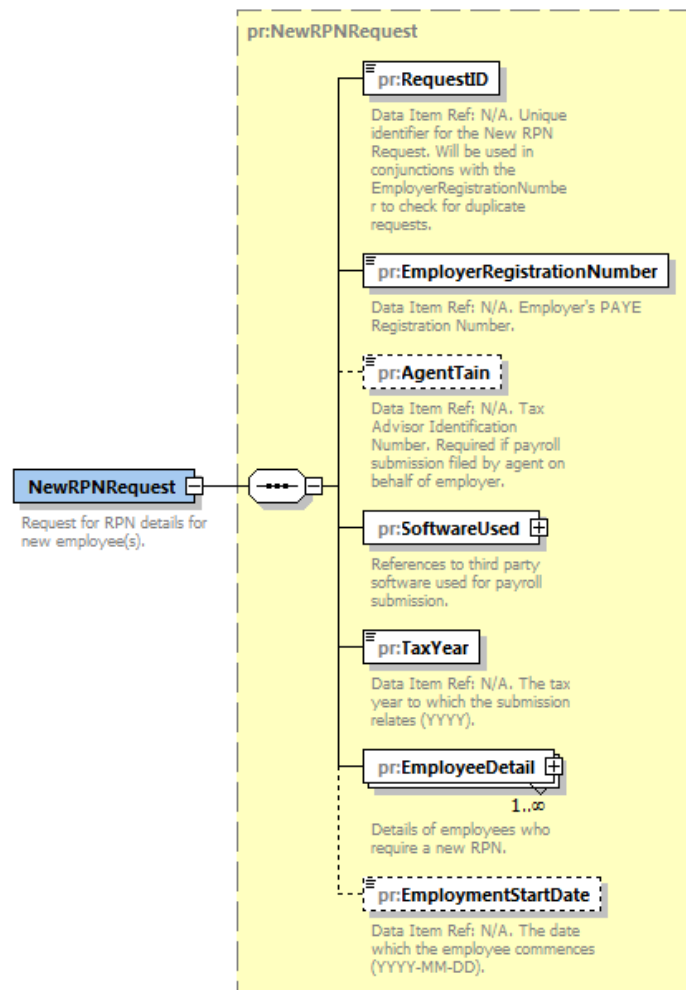 pr:NewRPNRequest
pr:RequestID
Data Item Ref: N/A. Unique
identifier for the New RPN
Request. Will be used in
conjunctions with the
EmployerRegistrationNumbe
r to check for duplicate
requests.
pr:EmployerRegistrationNumber
Data Item Ref: N/A. Employer's PAYE
Registration Number.
pr:AgentTain
Data Item Ref: N/A. Tax
Advisor Identification
Number. Required if payroll
submission filed by agent on
behalf of employer.
NewRPNRequest
Request for RPN details for
new employee(s).
pr:SoftwareUsed
References to third party
software used for payroll
submission.
pr:TaxYear
Data Item Ref: N/A. The tax
year to which the submission
relates (YYYY).
pr:EmployeeDetail
1..∞
Details of employees who
require a new RPN.
pr:EmploymentStartDate
Data Item Ref: N/A. The date
which the employee commences
(YYYY-MM-DD).